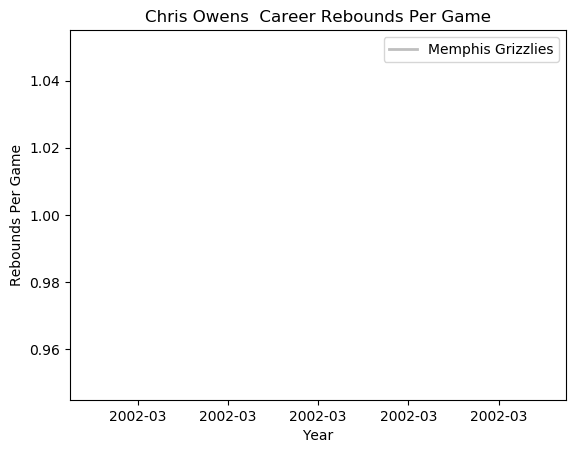 Chris Owens  Career Rebounds Per Game
Memphis Grizzlies
Rebounds Per Game
1.04
1.02
1.00
0.98
0.96
2002-03 2002-03 2002-03 2002-03 2002-03
Year